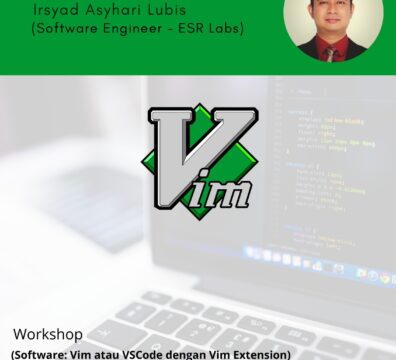 Irsyad Asyhari Lubis
(Software Engineer - ESR Labs)
Vim
Workshop
(Software: Vim atau VSCode dengan Vim Extension)